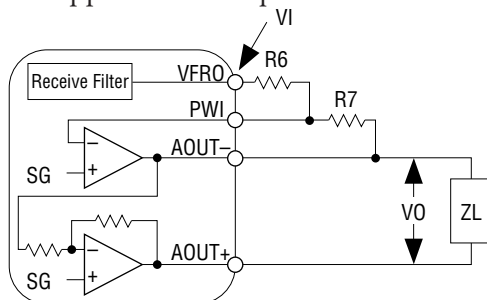 VI
Receive Filter
VFRO
R6
PWI
R7
AOUT–
SG
VO
ZL
AOUT+
SG